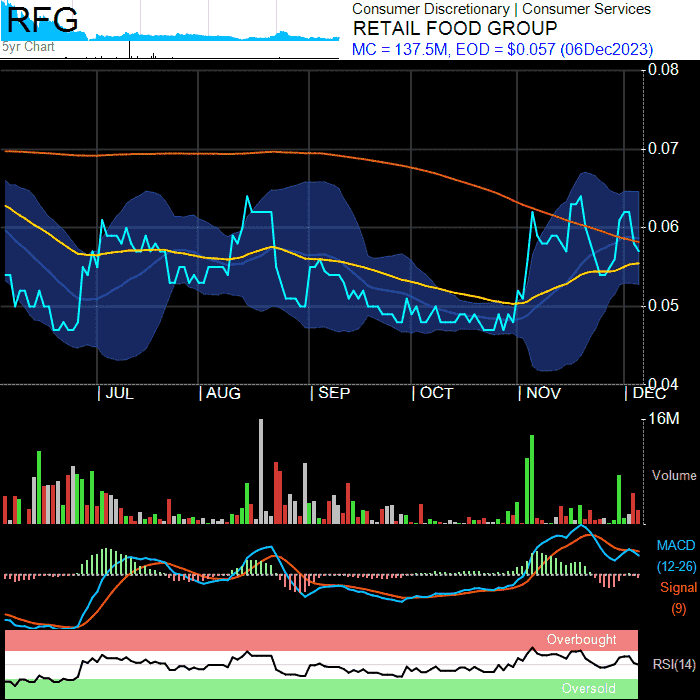 RFG
5yr Chart
Consumer Discretionary | Consumer Services
RETAIL FOOD GROUP
MC = 137.5M, EOD = $0.057 (06Dec2023)
0.08
0.07
0.06
0.05
0.04
| JUL | AUG | SEP | OCT | NOV | DEC
16M
Volume
MACD
(12-26)
Signal
(9)
Overbought
RSI(14)
Oversold